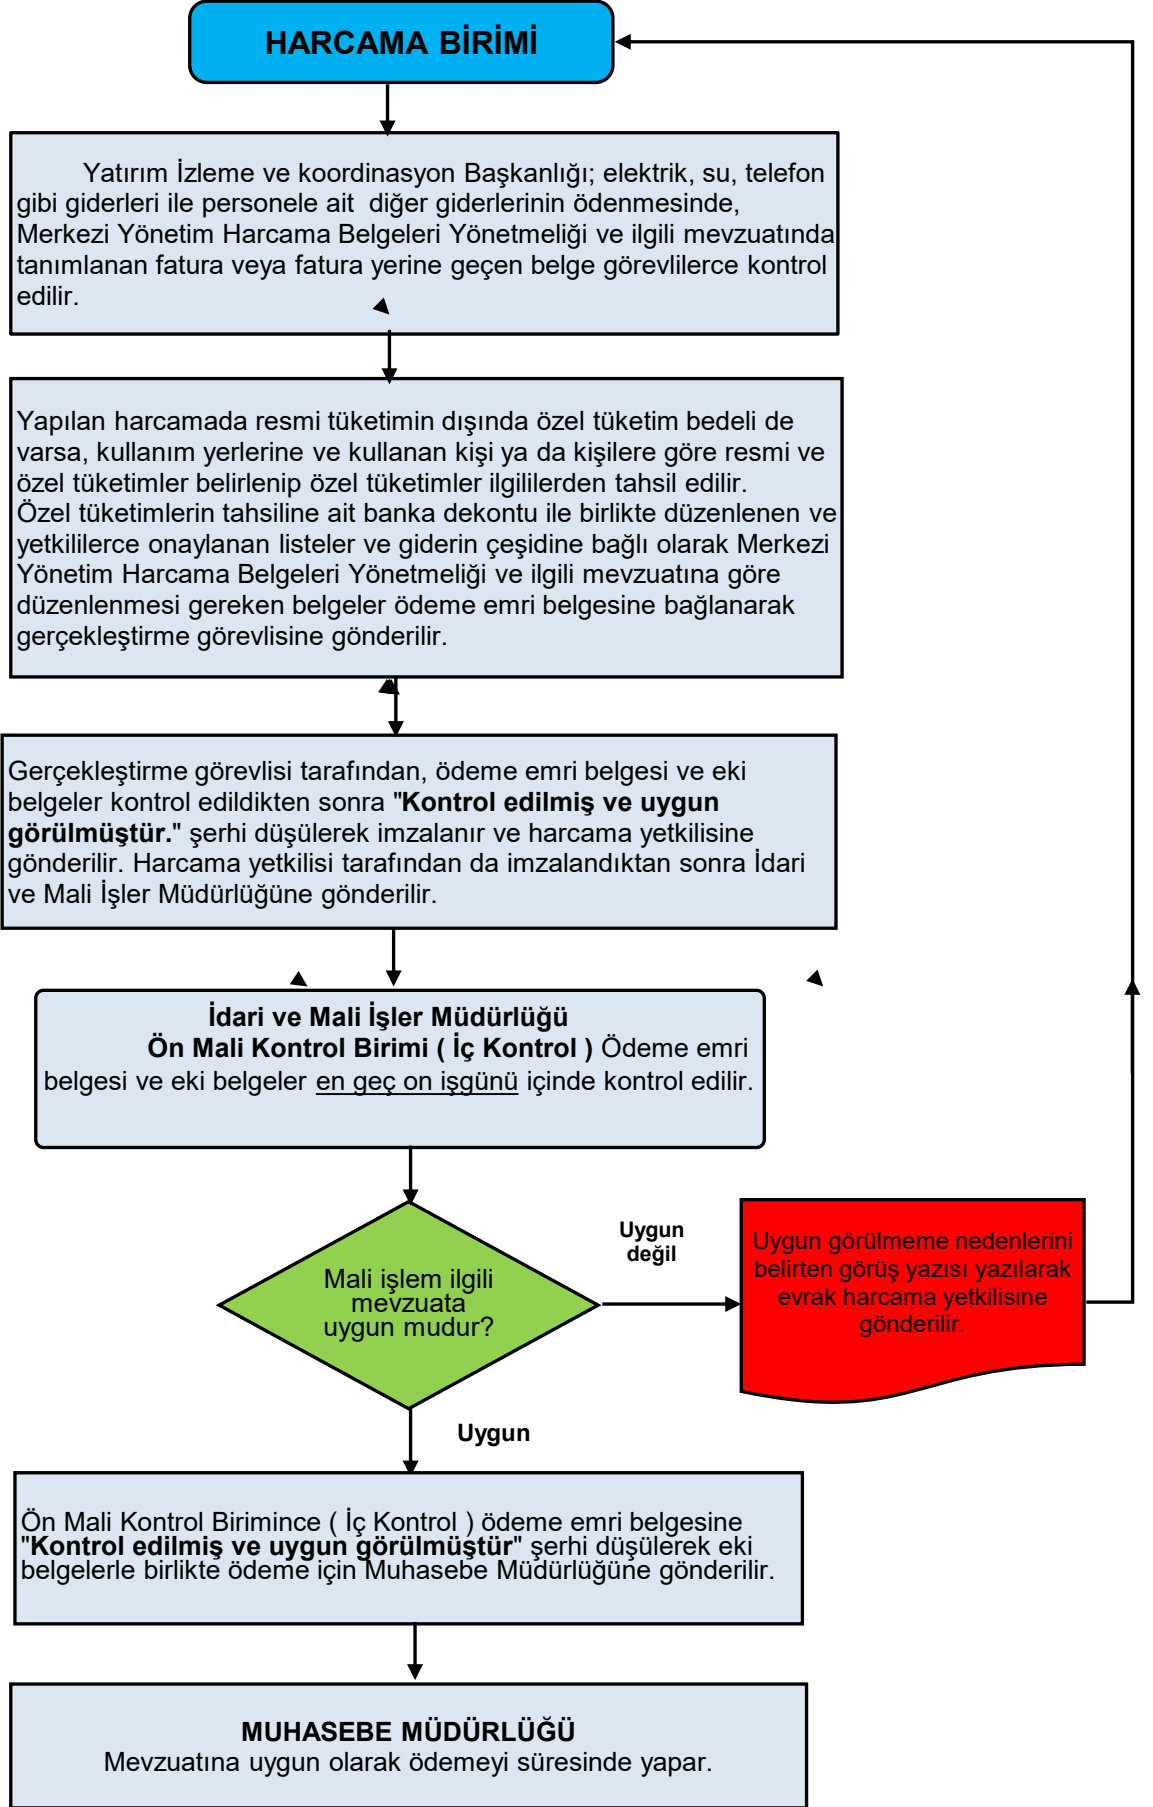 HARCAMA BİRİMİ
Yatırım İzleme ve koordinasyon Başkanlığı; elektrik, su, telefon
gibi giderleri ile personele ait  diğer giderlerinin ödenmesinde,
Merkezi Yönetim Harcama Belgeleri Yönetmeliği ve ilgili mevzuatında
tanımlanan fatura veya fatura yerine geçen belge görevlilerce kontrol
edilir.
Yapılan harcamada resmi tüketimin dışında özel tüketim bedeli de
varsa, kullanım yerlerine ve kullanan kişi ya da kişilere göre resmi ve
özel tüketimler belirlenip özel tüketimler ilgililerden tahsil edilir.
Özel tüketimlerin tahsiline ait banka dekontu ile birlikte düzenlenen ve
yetkililerce onaylanan listeler ve giderin çeşidine bağlı olarak Merkezi
Yönetim Harcama Belgeleri Yönetmeliği ve ilgili mevzuatına göre
düzenlenmesi gereken belgeler ödeme emri belgesine bağlanarak
gerçekleştirme görevlisine gönderilir.
Gerçekleştirme görevlisi tarafından, ödeme emri belgesi ve eki
belgeler kontrol edildikten sonra "Kontrol edilmiş ve uygun
görülmüştür." şerhi düşülerek imzalanır ve harcama yetkilisine
gönderilir. Harcama yetkilisi tarafından da imzalandıktan sonra İdari
ve Mali İşler Müdürlüğüne gönderilir.
İdari ve Mali İşler Müdürlüğü
Ön Mali Kontrol Birimi ( İç Kontrol ) Ödeme emri
belgesi ve eki belgeler en geç on işgünü içinde kontrol edilir.
Mali işlem ilgili
mevzuata
uygun mudur?
Uygun
değil
Uygun görülmeme nedenlerini
belirten görüş yazısı yazılarak
evrak harcama yetkilisine
gönderilir.
Uygun
Ön Mali Kontrol Birimince ( İç Kontrol ) ödeme emri belgesine
"Kontrol edilmiş ve uygun görülmüştür" şerhi düşülerek eki
belgelerle birlikte ödeme için Muhasebe Müdürlüğüne gönderilir.
MUHASEBE MÜDÜRLÜĞÜ
Mevzuatına uygun olarak ödemeyi süresinde yapar.